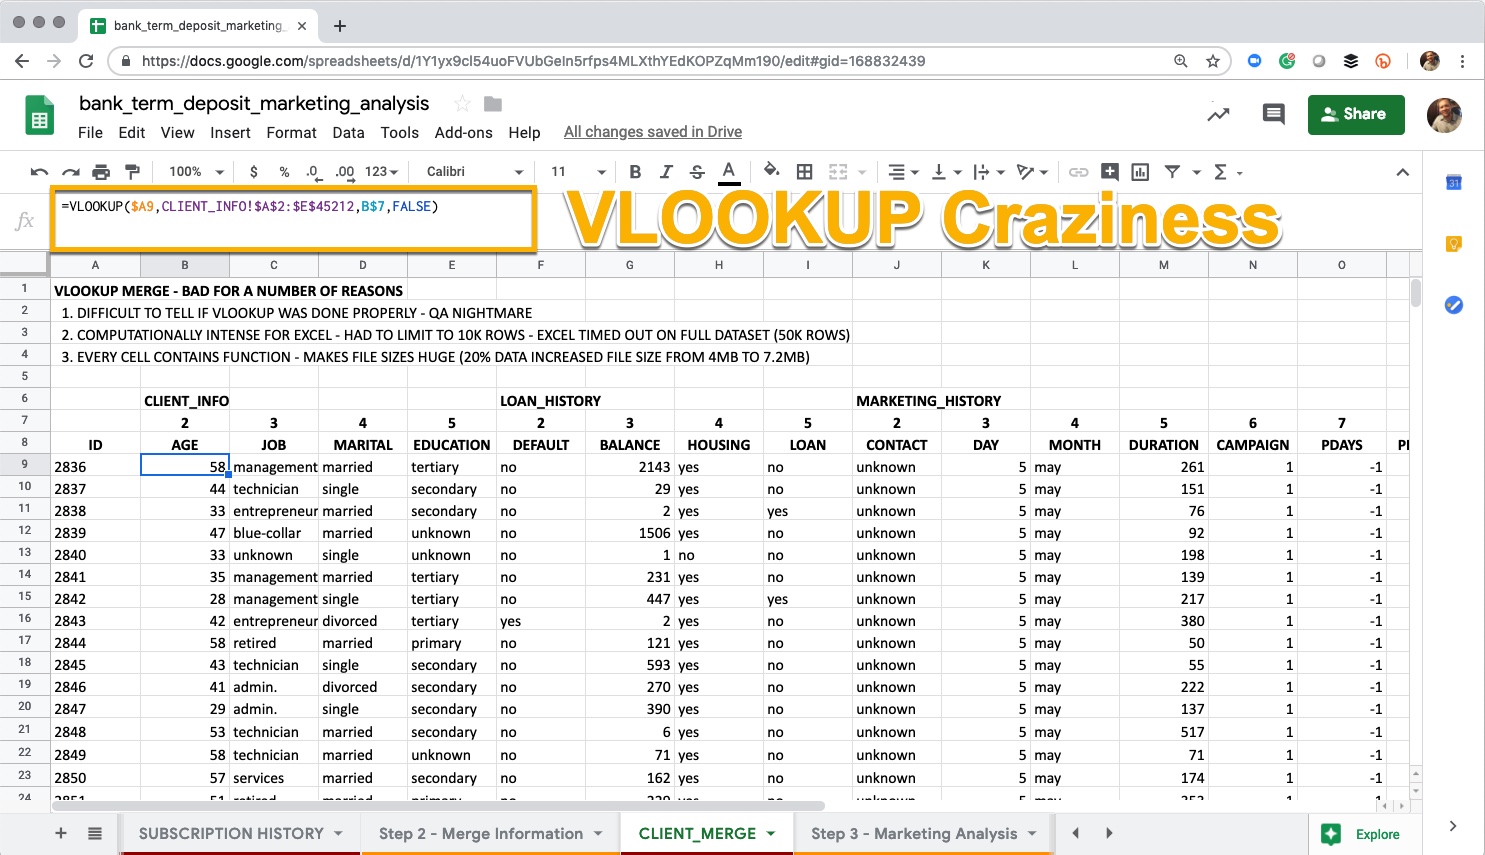 bank_term_deposit_marketing_
https://docs.google.com/spreadsheets/d/1Y1yx9cl54uoFVUbGeln5rfps4MLXthYEdKOPZqMm190/edit#gid=168832439
bank_term_deposit_marketing_analysis
File Edit View Insert Format Data Tools Add-ons Help All changes saved in Drive
Share
100% $ % .0 .00 123 Calibri 11 B I S A
fx =VLOOKUP($A9,CLIENT_INFO!$A$2:$E$45212,B$7,FALSE)
VLOOKUP Craziness
31
A B C D E F G H I J K L M N O
1 VLOOKUP MERGE - BAD FOR A NUMBER OF REASONS
2 1. DIFFICULT TO TELL IF VLOOKUP WAS DONE PROPERLY - QA NIGHTMARE
3 2. COMPUTATIONALLY INTENSE FOR EXCEL - HAD TO LIMIT TO 10K ROWS - EXCEL TIMED OUT ON FULL DATASET (50K ROWS)
4 3. EVERY CELL CONTAINS FUNCTION - MAKES FILE SIZES HUGE (20% DATA INCREASED FILE SIZE FROM 4MB TO 7.2MB)
5
6 CLIENT_INFO LOAN_HISTORY MARKETING_HISTORY
7 2 3 4 5 2 3 4 5 2 3 4 5 6 7
8 ID AGE JOB MARITAL EDUCATION DEFAULT BALANCE HOUSING LOAN CONTACT DAY MONTH DURATION CAMPAIGN PDAYS
9 2836 58 management married tertiary no 2143 yes no unknown 5 may 261 1 -1
10 2837 44 technician single secondary no 29 yes no unknown 5 may 151 1 -1
11 2838 33 entrepreneur married secondary no 2 yes yes unknown 5 may 76 1 -1
12 2839 47 blue-collar married unknown no 1506 yes no unknown 5 may 92 1 -1
13 2840 33 unknown single unknown no 1 no no unknown 5 may 198 1 -1
14 2841 35 management married tertiary no 231 yes no unknown 5 may 139 1 -1
15 2842 28 management single tertiary no 447 yes yes unknown 5 may 217 1 -1
16 2843 42 entrepreneur divorced tertiary yes 2 yes no unknown 5 may 380 1 -1
17 2844 58 retired married primary no 121 yes no unknown 5 may 50 1 -1
18 2845 43 technician single secondary no 593 yes no unknown 5 may 55 1 -1
19 2846 41 admin. divorced secondary no 270 yes no unknown 5 may 222 1 -1
20 2847 29 admin. single secondary no 390 yes no unknown 5 may 137 1 -1
21 2848 53 technician married secondary no 6 yes no unknown 5 may 517 1 -1
22 2849 58 technician married unknown no 71 yes no unknown 5 may 71 1 -1
23 2850 57 services married secondary no 162 yes no unknown 5 may 174 1 -1
24
SUBSCRIPTION HISTORY Step 2 - Merge Information CLIENT_MERGE Step 3 - Marketing Analysis Explore